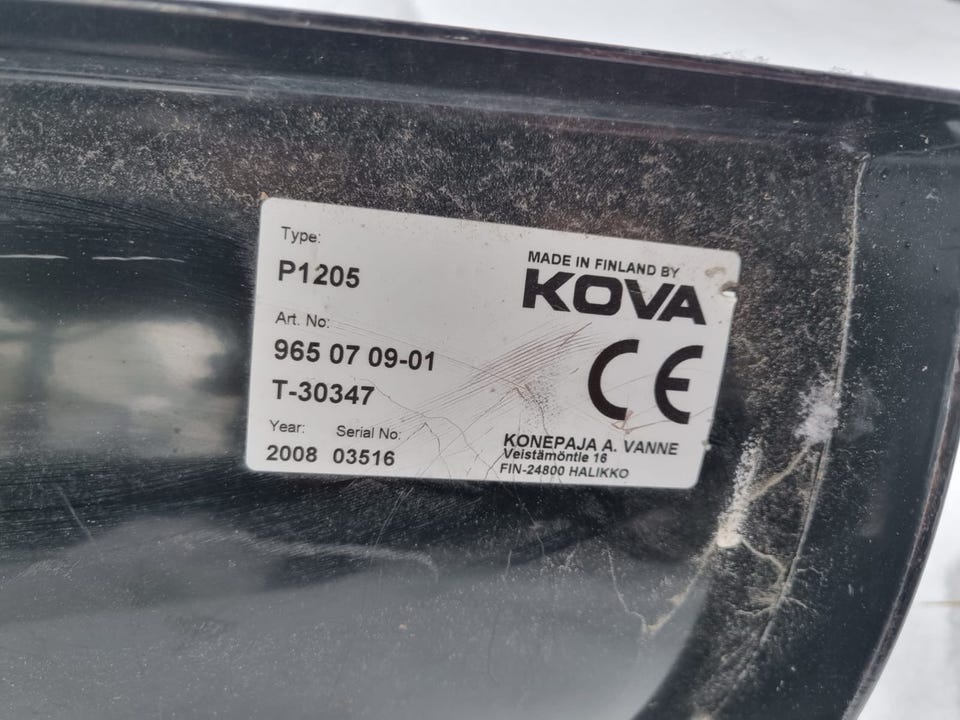 Type:
P1205
Art. No:
965 07 09-01
T-30347
Year: Serial No:
2008 03516
MADE IN FINLAND BY
KOVA
CE
KONEPAJA A. VANNE
Veistämöntie 16
FIN-24800 HALIKKO